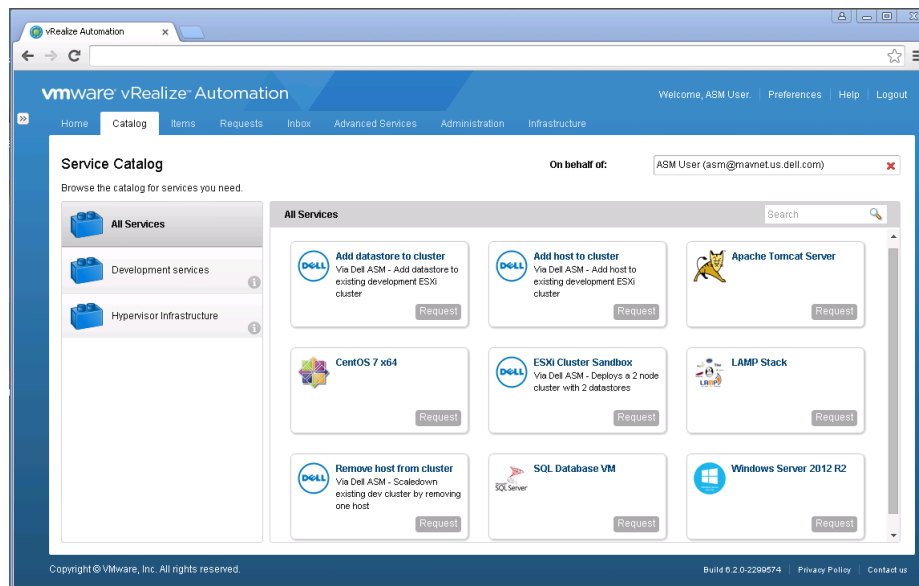 vRealize Automation
vmware vRealize™ Automation
Welcome, ASM User. Preferences Help Logout
Home Catalog Items Requests Inbox Advanced Services Administration Infrastructure
Service Catalog
On behalf of:
ASM User (asm@mavnet.us.dell.com)
Browse the catalog for services you need.
All Services
Development services
Hypervisor Infrastructure
All Services
Search
DELL
Add datastore to cluster
Via Dell ASM - Add datastore to
existing development ESXi
cluster
Request
DELL
Add host to cluster
Via Dell ASM - Add host to
existing development ESXi
cluster
Request
Apache Tomcat Server
Request
CentOS 7 x64
Request
DELL
ESXi Cluster Sandbox
Via Dell ASM - Deploys a 2 node
cluster with 2 datastores
Request
LAMP
LAMP Stack
Request
DELL
Remove host from cluster
Via Dell ASM - Scaledown
existing dev cluster by removing
one host
Request
SQL Server
SQL Database VM
Request
Windows Server 2012 R2
Request
Copyright © VMware, Inc. All rights reserved.
Build 6.2.0-2299574 Privacy Policy Contact us